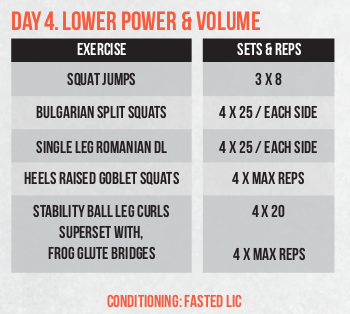 DAY 4. LOWER POWER & VOLUME
EXERCISE SETS & REPS
SQUAT JUMPS 3 X 8
BULGARIAN SPLIT SQUATS 4 X 25 / EACH SIDE
SINGLE LEG ROMANIAN DL 4 X 25 / EACH SIDE
HEELS RAISED GOBLET SQUATS 4 X MAX REPS
STABILITY BALL LEG CURLS 4 X 20
SUPERSET WITH,
FROG GLUTE BRIDGES 4 X MAX REPS
CONDITIONING: FASTED LIC